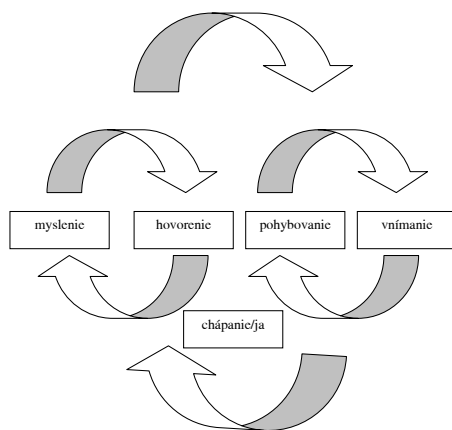 myslenie
hovorenie
pohybovanie
vnímanie
chápanie/ja